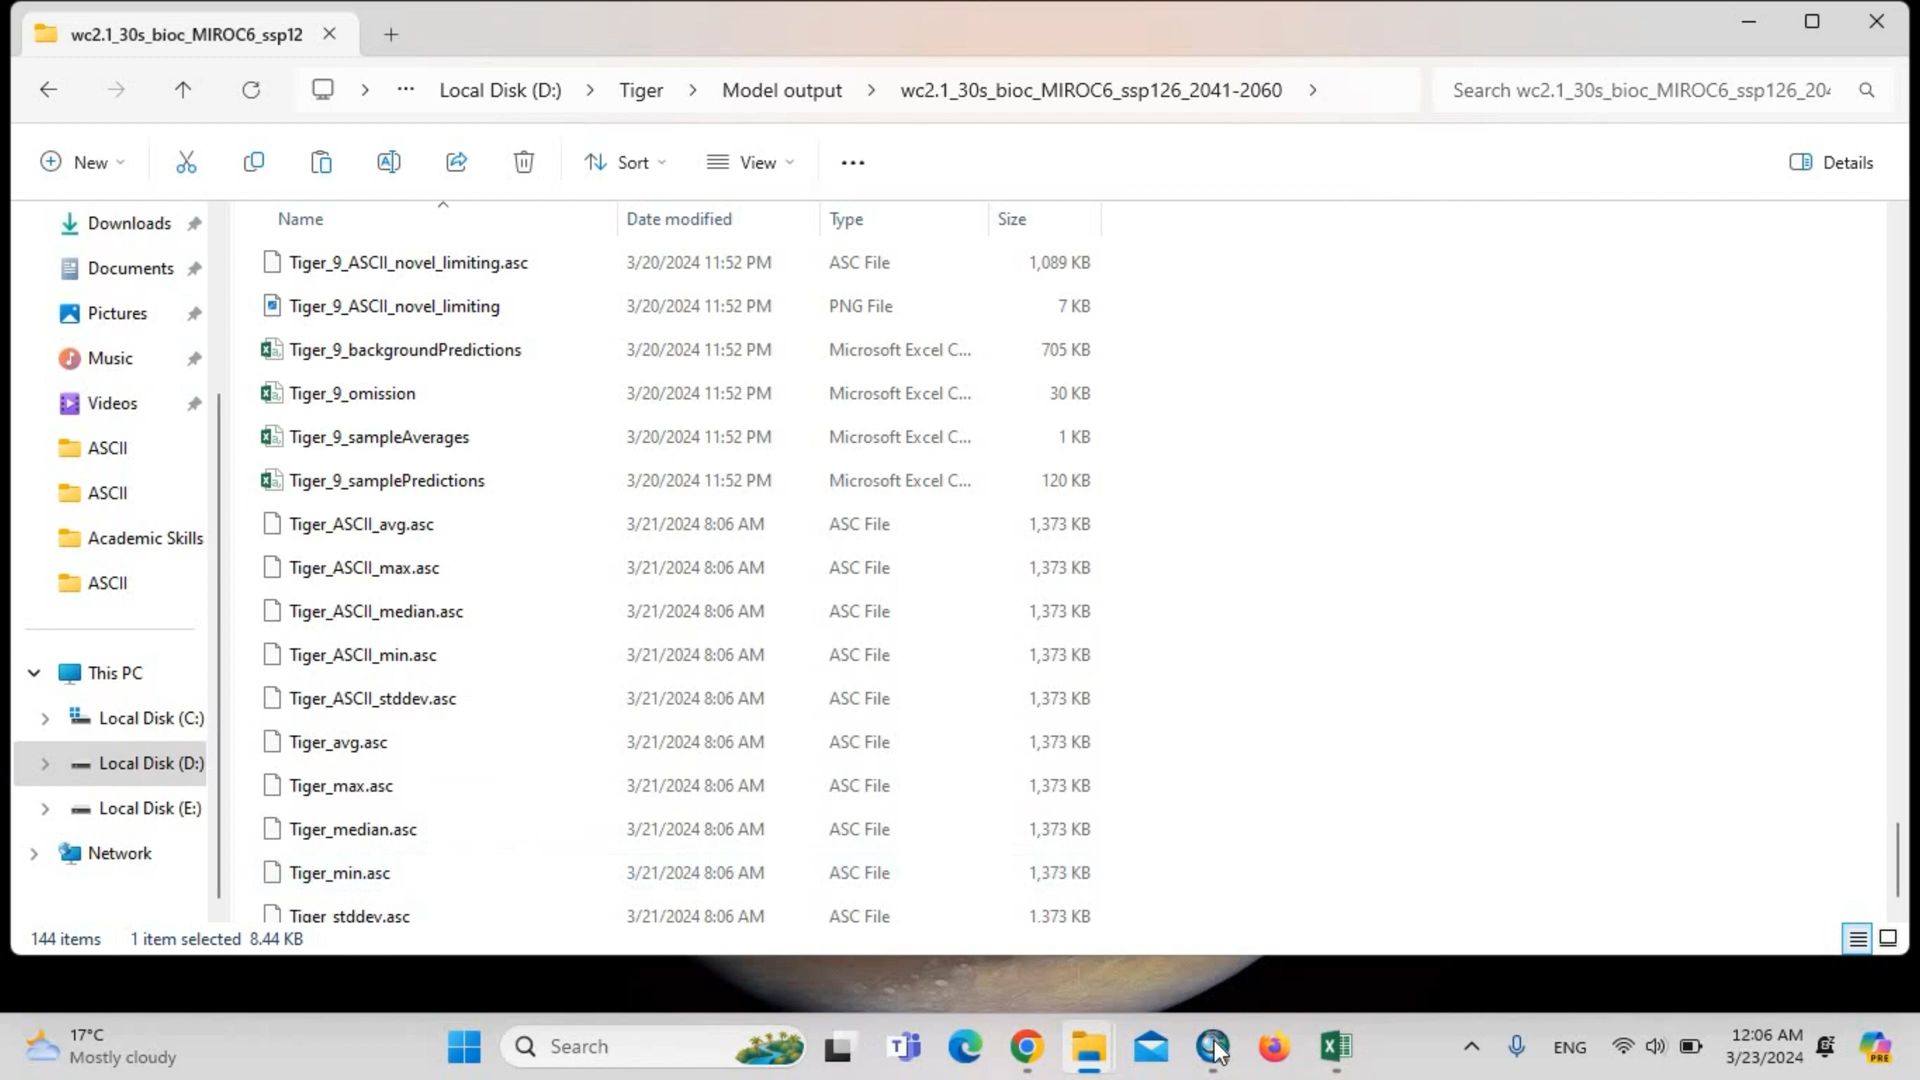 wc2.1_30s_bioc_MIROC6_ssp12
Local Disk (D:) Tiger Model output wc2.1_30s_bioc_MIROC6_ssp126_2041-2060 Search wc2.1_30s_bioc_MIROC6_ssp126_204
New Sort View Details
Name Date modified Type Size
Downloads
Documents
Pictures
Music
Videos
ASCII
ASCII
Academic Skills
ASCII
This PC
Local Disk (C:)
Local Disk (D:)
Local Disk (E:)
Network
Tiger_9_ASCII_novel_limiting.asc 3/20/2024 11:52 PM ASC File 1,089 KB
Tiger_9_ASCII_novel_limiting 3/20/2024 11:52 PM PNG File 7 KB
Tiger_9_backgroundPredictions 3/20/2024 11:52 PM Microsoft Excel C... 705 KB
Tiger_9_omission 3/20/2024 11:52 PM Microsoft Excel C... 30 KB
Tiger_9_sampleAverages 3/20/2024 11:52 PM Microsoft Excel C... 1 KB
Tiger_9_samplePredictions 3/20/2024 11:52 PM Microsoft Excel C... 120 KB
Tiger_ASCII_avg.asc 3/21/2024 8:06 AM ASC File 1,373 KB
Tiger_ASCII_max.asc 3/21/2024 8:06 AM ASC File 1,373 KB
Tiger_ASCII_median.asc 3/21/2024 8:06 AM ASC File 1,373 KB
Tiger_ASCII_min.asc 3/21/2024 8:06 AM ASC File 1,373 KB
Tiger_ASCII_stddev.asc 3/21/2024 8:06 AM ASC File 1,373 KB
Tiger_avg.asc 3/21/2024 8:06 AM ASC File 1,373 KB
Tiger_max.asc 3/21/2024 8:06 AM ASC File 1,373 KB
Tiger_median.asc 3/21/2024 8:06 AM ASC File 1,373 KB
Tiger_min.asc 3/21/2024 8:06 AM ASC File 1,373 KB
Tiger_stddev.asc 3/21/2024 8:06 AM ASC File 1,373 KB
144 items 1 item selected 8.44 KB
17°C
Mostly cloudy
Search
ENG
12:06 AM
3/23/2024
PRE